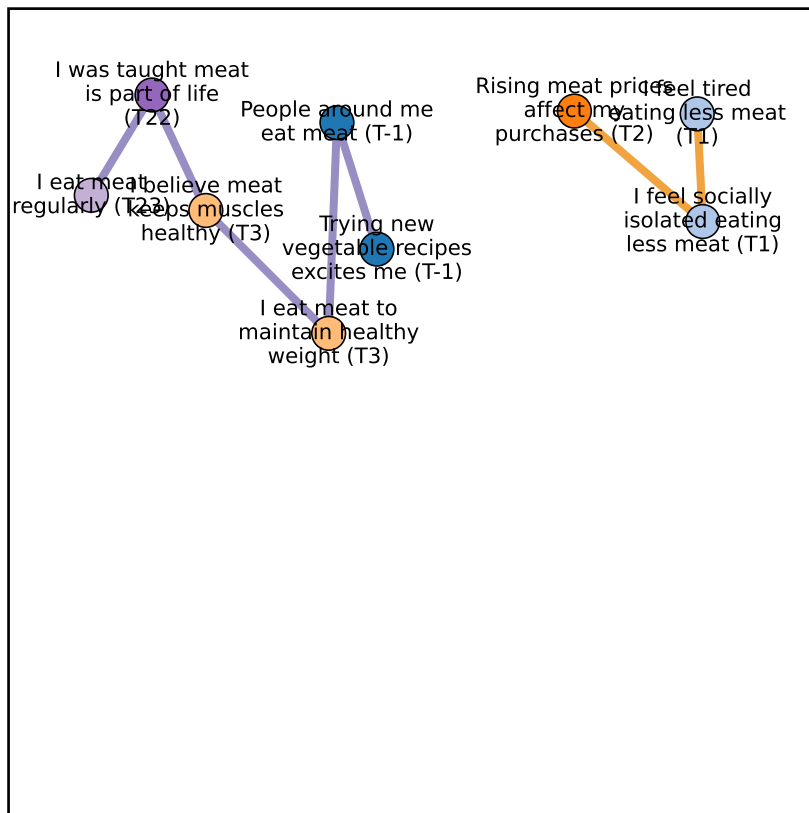 I was taught meat
is part of life
(T22)
I eat meat
regularly (T23)
I believe meat
keeps muscles
healthy (T3)
People around me
eat meat (T-1)
Trying new
vegetable recipes
excites me (T-1)
I eat meat to
maintain healthy
weight (T3)
Rising meat prices
affect my
purchases (T2)
I feel tired
eating less meat
(T1)
I feel socially
isolated eating
less meat (T1)